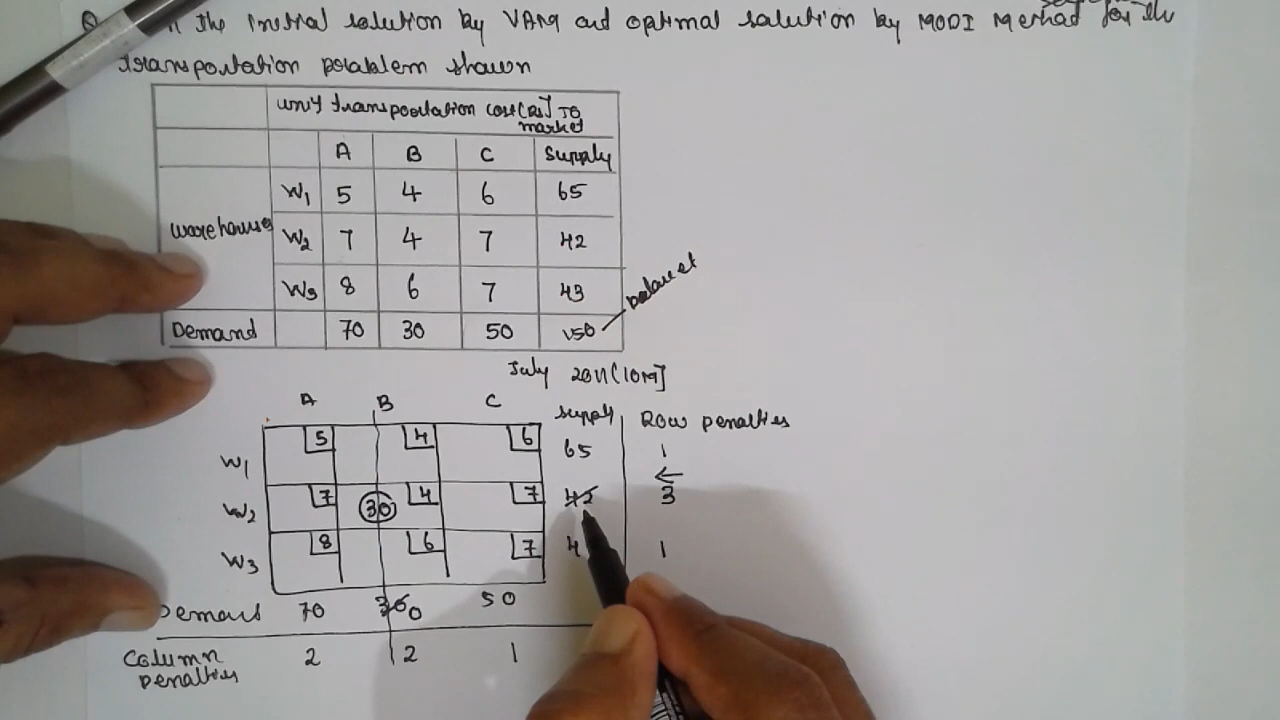 the initial solution by VAM and optimal solution by MODI Method for the
transportation problem shown
unit transportation cost[Rs] TO
market
A B C Supply
W1 5 4 6 65
warehouse W2 7 4 7 42
W3 8 6 7 43
Demand 70 30 50 150
balanced
July 2011[10M]
A B C supply Row penalties
W1 5 4 6 65 1
W2 7 30 4 7 42 3
W3 8 6 7 4 1
Demand 70 30 0 50
Column 2 2 1
penalties